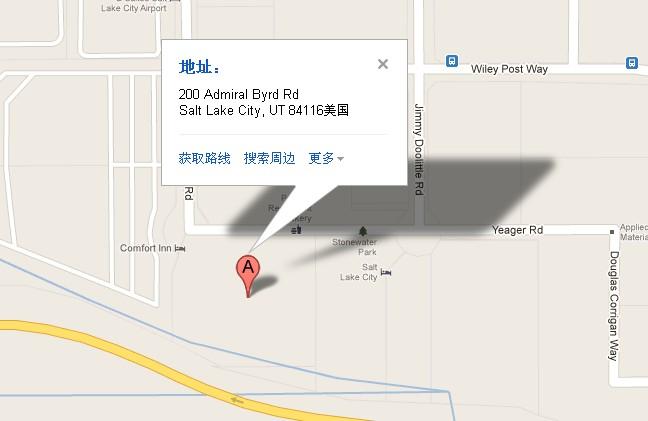 Lake City Airport
地址：
200 Admiral Byrd Rd
Salt Lake City, UT 84116美国
获取路线 搜索周边 更多
Wiley Post Way
Jimmy Doolittle Rd
Rd
Yeager Rd
Applied
Materia
Comfort Inn
Stonewater
Park
Salt
Lake City
A
Douglas Corrigan Way